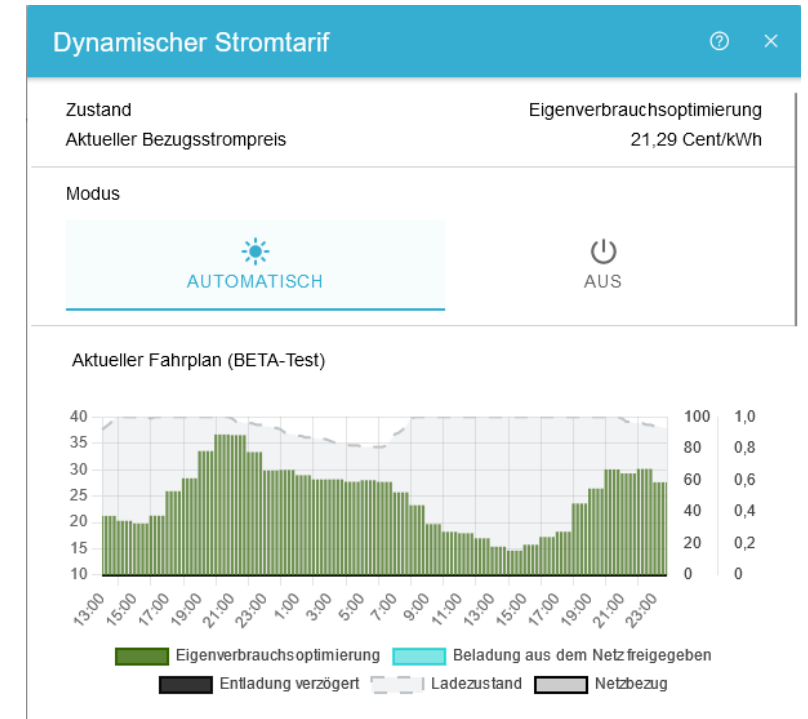 Dynamischer Stromtarif
Zustand Eigenverbrauchsoptimierung
Aktueller Bezugsstrompreis 21,29 Cent/kWh
Modus
AUTOMATISCH AUS
Aktueller Fahrplan (BETA-Test)
40 100 1,0
35 80 0,8
30 60 0,6
25 40 0,4
20 20 0,2
15 0 0
10
13:00 15:00 17:00 19:00 21:00 23:00 1:00 3:00 5:00 7:00 9:00 11:00 13:00 15:00 17:00 19:00 21:00 23:00
Eigenverbrauchsoptimierung Beladung aus dem Netz freigegeben
Entladung verzögert Ladezustand Netzbezug